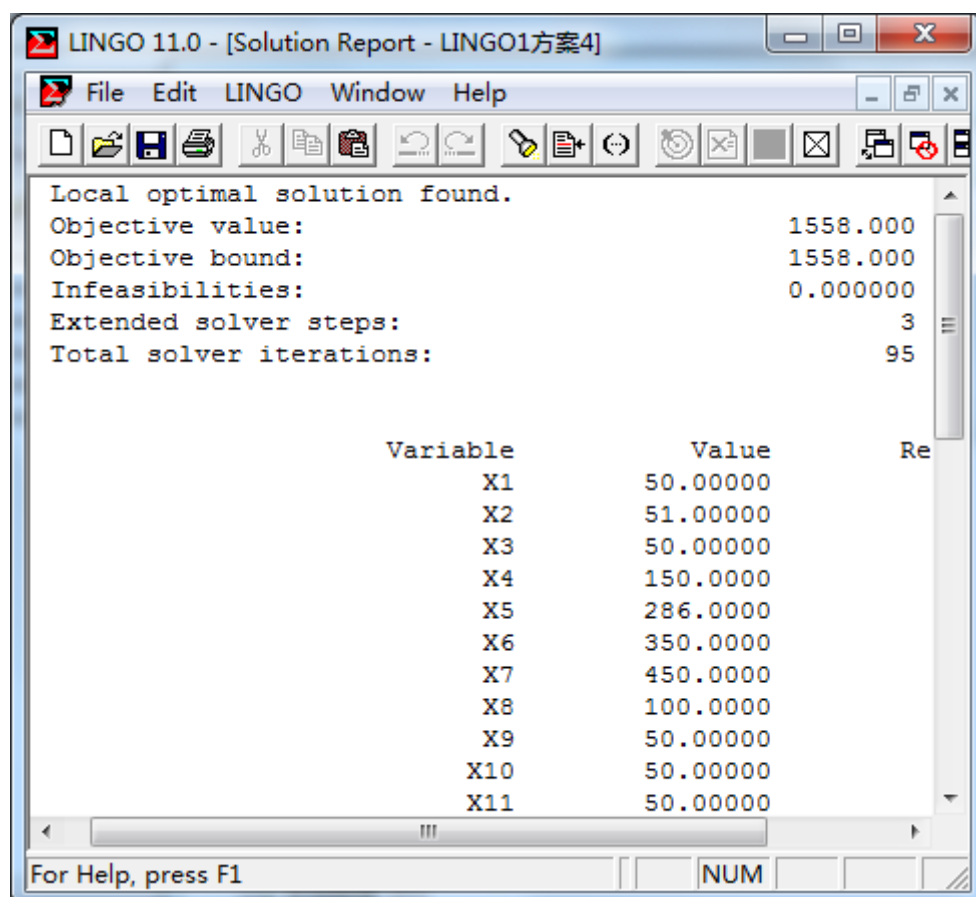 LINGO 11.0 - [Solution Report - LINGO1方案4]
File Edit LINGO Window Help
Local optimal solution found.
Objective value: 1558.000
Objective bound: 1558.000
Infeasibilities: 0.000000
Extended solver steps: 3
Total solver iterations: 95
Variable Value Re
X1 50.00000
X2 51.00000
X3 50.00000
X4 150.0000
X5 286.0000
X6 350.0000
X7 450.0000
X8 100.0000
X9 50.00000
X10 50.00000
X11 50.00000
For Help, press F1 NUM